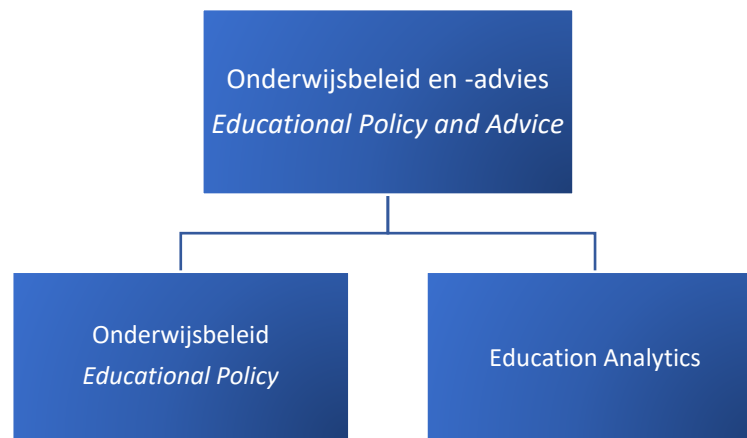 Onderwijsbeleid en -advies
Educational Policy and Advice
Onderwijsbeleid
Educational Policy
Education Analytics